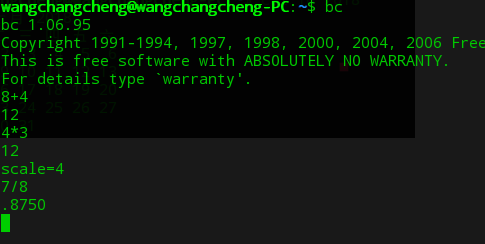 wangchangcheng@wangchangcheng-PC:~$ bc
bc 1.06.95
Copyright 1991-1994, 1997, 1998, 2000, 2004, 2006 Free
This is free software with ABSOLUTELY NO WARRANTY.
For details type `warranty'.
8+4
12
4*3
12
scale=4
7/8
.8750